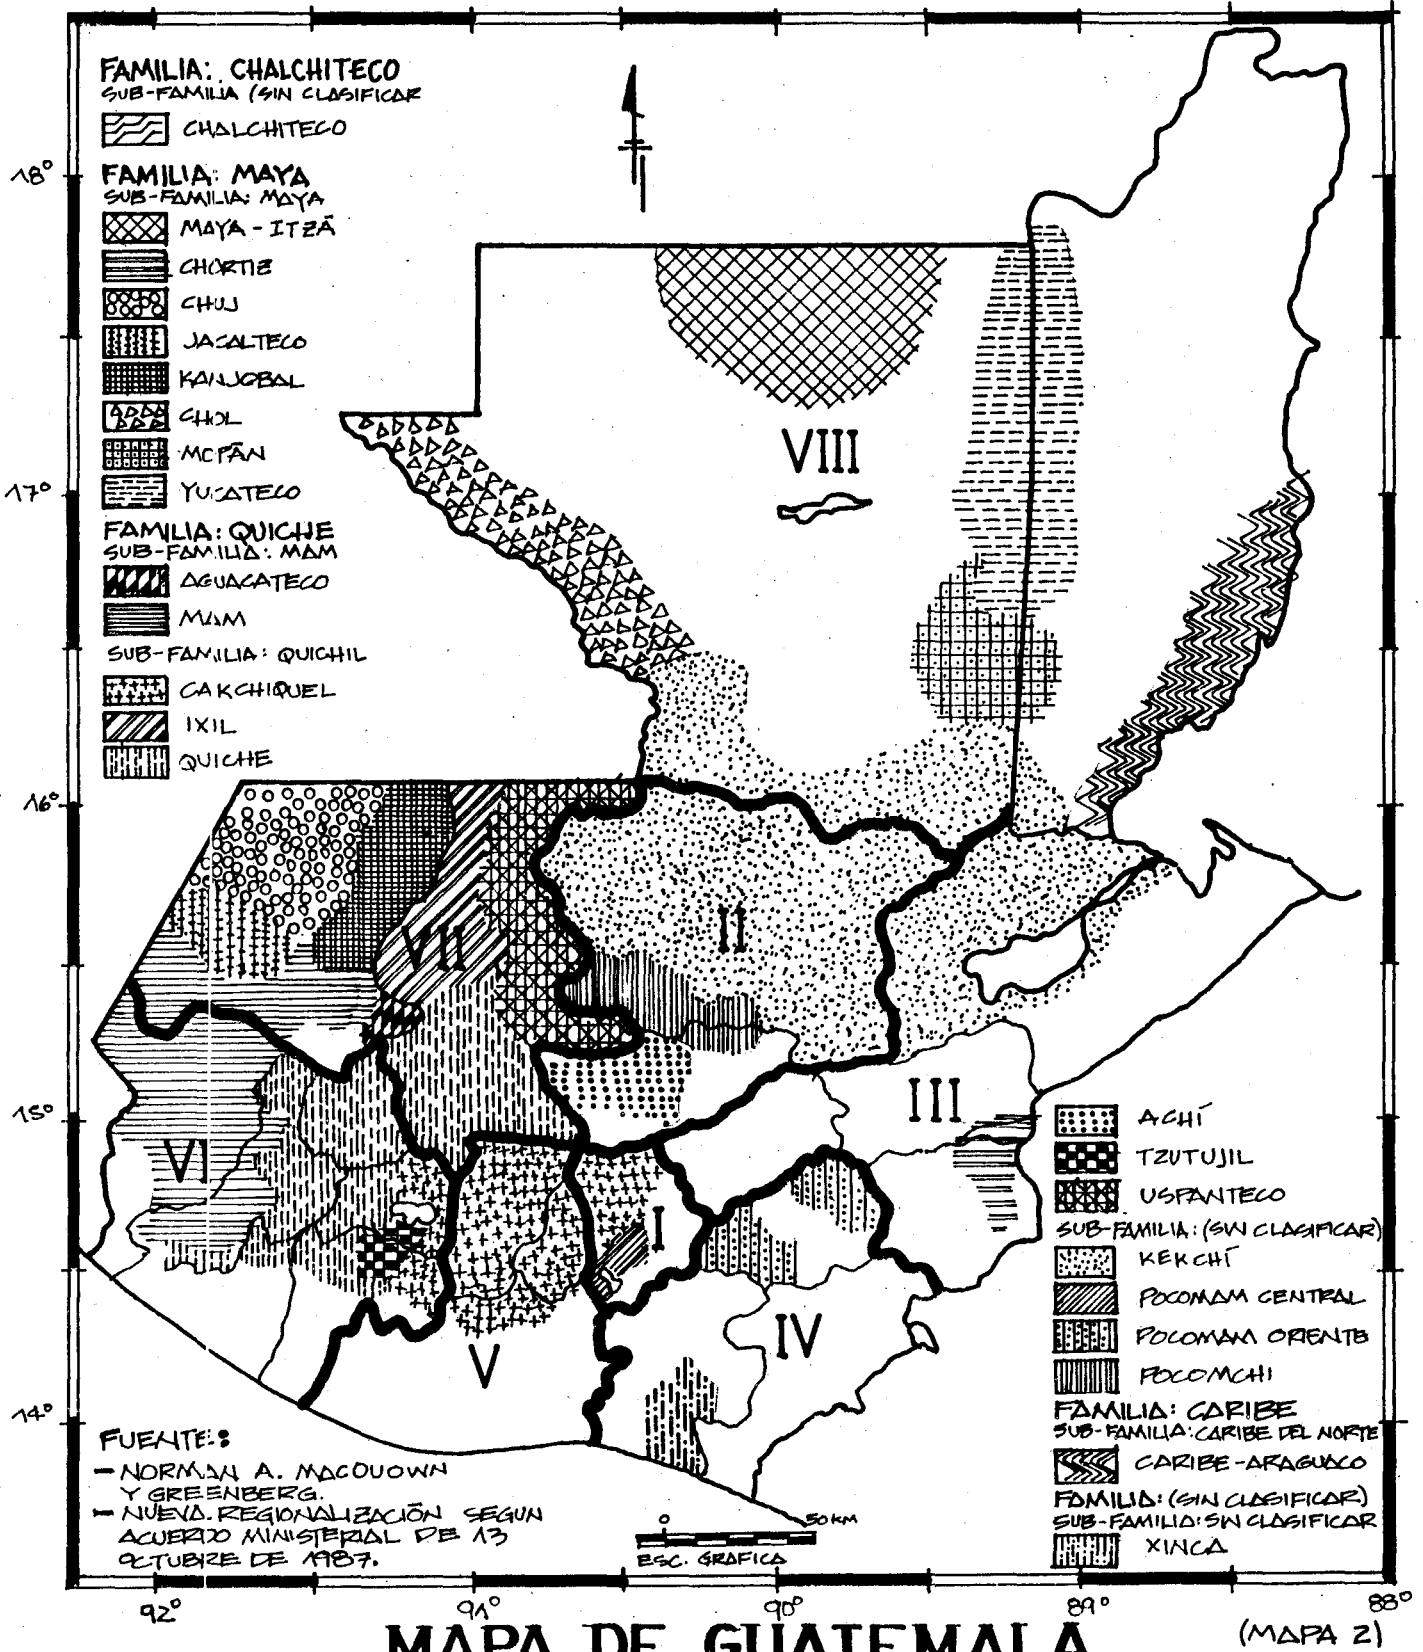 FAMILIA: CHALCHITECO
SUB-FAMILIA (SIN CLASIFICAR
CHALCHITECO
FAMILIA: MAYA
SUB-FAMILIA: MAYA
MAYA - ITZÁ
CHORTIE
CHUJ
JACALTECO
KANJOBAL
CHOL
MOPÁN
YUCATECO
FAMILIA: QUICHE
SUB-FAMILIA: MAM
AGUACATECO
MAM
SUB-FAMILIA: QUICHIL
CAKCHIQUEL
IXIL
QUICHE
18°
17°
16°
15°
14°
VIII
VII
II
III
VI
I
V
IV
ACHÍ
TZUTUJIL
USPANTECO
SUB-FAMILIA: (SIN CLASIFICAR)
KEKCHÍ
POCOMAM CENTRAL
POCOMAM ORIENTE
POCOMCHI
FAMILIA: CARIBE
SUB-FAMILIA: CARIBE DEL NORTE
CARIBE-ARAGUACO
FAMILIA: (SIN CLASIFICAR)
SUB-FAMILIA: SIN CLASIFICAR
XINCA
FUENTE:
- NORMAN A. MACOUOWN
Y GREENBERG.
- NUEVA REGIONALIZACIÓN SEGUN
ACUERDO MINISTERIAL DE 13
OCTUBRE DE 1987.
0 50 KM
ESC. GRAFICA
92° 91° 90° 89° 88°
MAPA DE GUATEMALA
(MAPA 2)